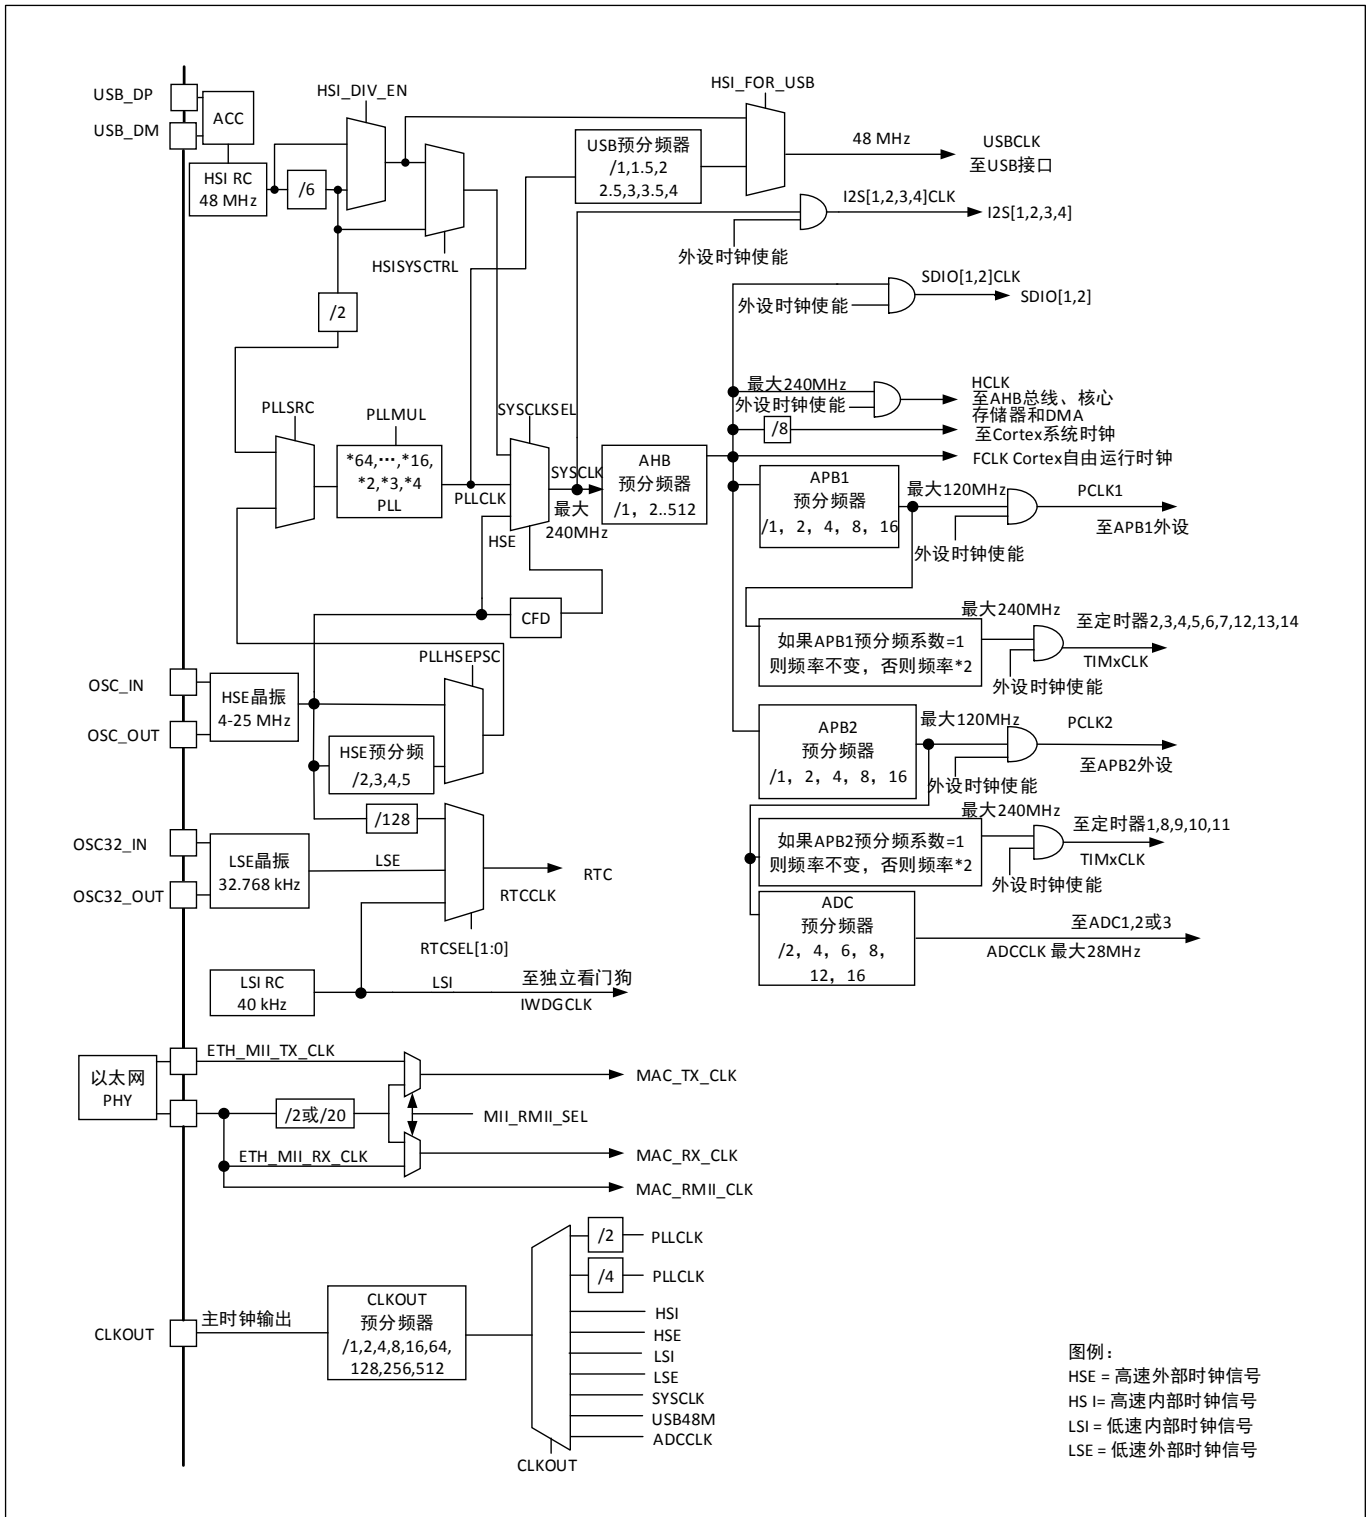 USB_DP
USB_DM
ACC
HSI RC
48 MHz
/6
HSI_DIV_EN
HSISYSCTRL
/2
HSI_FOR_USB
USB预分频器
/1,1.5,2
2.5,3,3.5,4
48 MHz
USBCLK
至USB接口
I2S[1,2,3,4]CLK
I2S[1,2,3,4]
外设时钟使能
SDIO[1,2]CLK
SDIO[1,2]
外设时钟使能
最大240MHz
外设时钟使能
HCLK
至AHB总线、核心
存储器和DMA
/8
至Cortex系统时钟
FCLK Cortex自由运行时钟
PLLSRC
PLLMUL
*64,…,*16,
*2,*3,*4
PLL
PLLCLK
SYSCLKSEL
HSE
SYSCLK
最大
240MHz
AHB
预分频器
/1，2..512
APB1
预分频器
/1，2，4，8，16
最大120MHz
PCLK1
至APB1外设
外设时钟使能
CFD
如果APB1预分频系数=1
则频率不变，否则频率*2
最大240MHz
至定时器2,3,4,5,6,7,12,13,14
TIMxCLK
外设时钟使能
OSC_IN
OSC_OUT
HSE晶振
4-25 MHz
PLLHSEPSC
HSE预分频
/2,3,4,5
APB2
预分频器
/1，2，4，8，16
最大120MHz
PCLK2
至APB2外设
外设时钟使能
如果APB2预分频系数=1
则频率不变，否则频率*2
最大240MHz
至定时器1,8,9,10,11
TIMxCLK
外设时钟使能
ADC
预分频器
/2，4，6，8，
12，16
至ADC1,2或3
ADCCLK 最大28MHz
/128
OSC32_IN
OSC32_OUT
LSE晶振
32.768 kHz
LSE
RTCCLK
RTC
RTCSEL[1:0]
LSI RC
40 kHz
LSI
至独立看门狗
IWDGCLK
以太网
PHY
ETH_MII_TX_CLK
MAC_TX_CLK
/2或/20
MII_RMII_SEL
ETH_MII_RX_CLK
MAC_RX_CLK
MAC_RMII_CLK
CLKOUT
主时钟输出
CLKOUT
预分频器
/1,2,4,8,16,64,
128,256,512
/2
PLLCLK
/4
PLLCLK
HSI
HSE
LSI
LSE
SYSCLK
USB48M
ADCCLK
CLKOUT
图例：
HSE = 高速外部时钟信号
HS I= 高速内部时钟信号
LSI = 低速内部时钟信号
LSE = 低速外部时钟信号